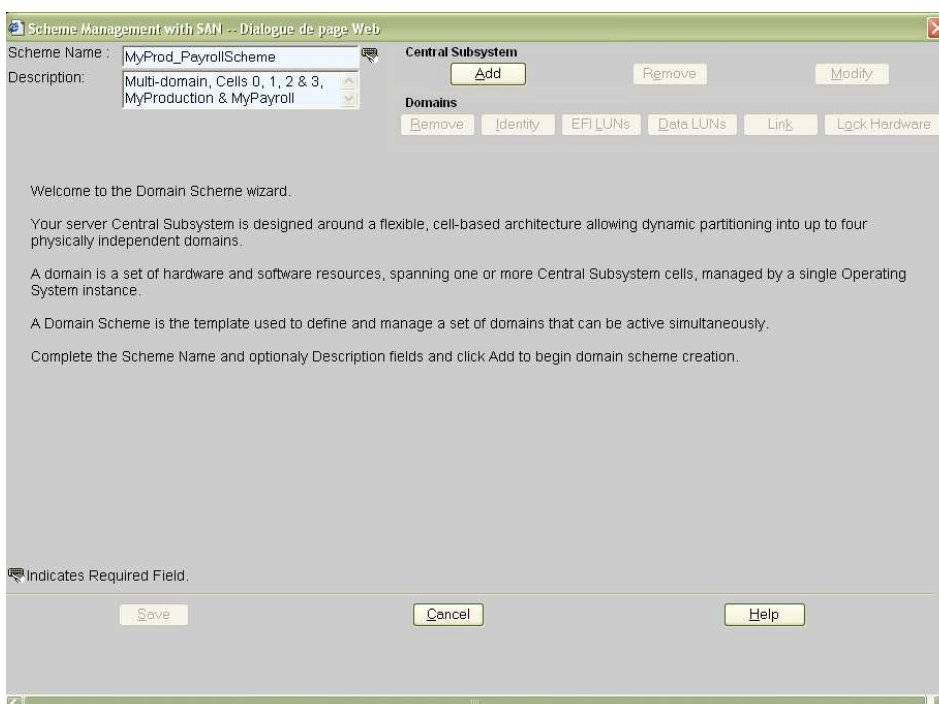 Scheme Management with SAN -- Dialogue de page Web
Scheme Name :
MyProd_PayrollScheme
Description:
Multi-domain, Cells 0, 1, 2 & 3,
MyProduction & MyPayroll
Central Subsystem
Add Remove Modify
Domains
Remove Identity EFI LUNs Data LUNs Link Lock Hardware
Welcome to the Domain Scheme wizard.
Your server Central Subsystem is designed around a flexible, cell-based architecture allowing dynamic partitioning into up to four
physically independent domains.
A domain is a set of hardware and software resources, spanning one or more Central Subsystem cells, managed by a single Operating
System instance.
A Domain Scheme is the template used to define and manage a set of domains that can be active simultaneously.
Complete the Scheme Name and optionaly Description fields and click Add to begin domain scheme creation.
Indicates Required Field.
Save Cancel Help